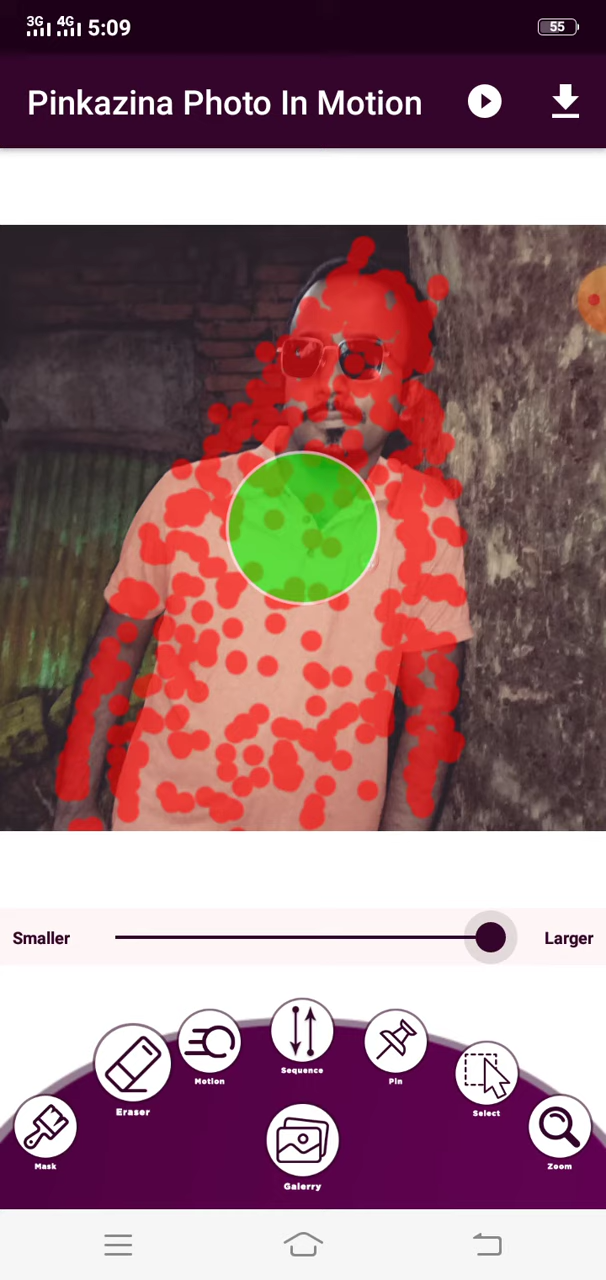 3G 4G 5:09 55
Pinkazina Photo In Motion
Smaller Larger
Sequence
Motion Pin
Eraser Select
Mask Zoom
Galerry